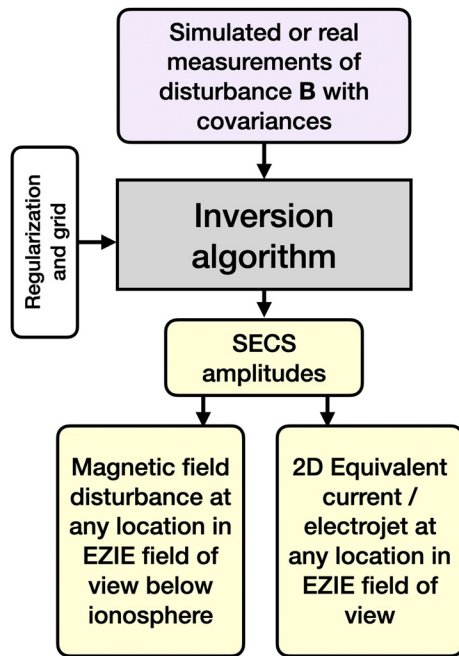 Simulated or real
measurements of
disturbance B with
covariances
Regularization
and grid
Inversion
algorithm
SECS
amplitudes
Magnetic field
disturbance at
any location in
EZIE field of
view below
ionosphere
2D Equivalent
current /
electrojet at
any location in
EZIE field of
view